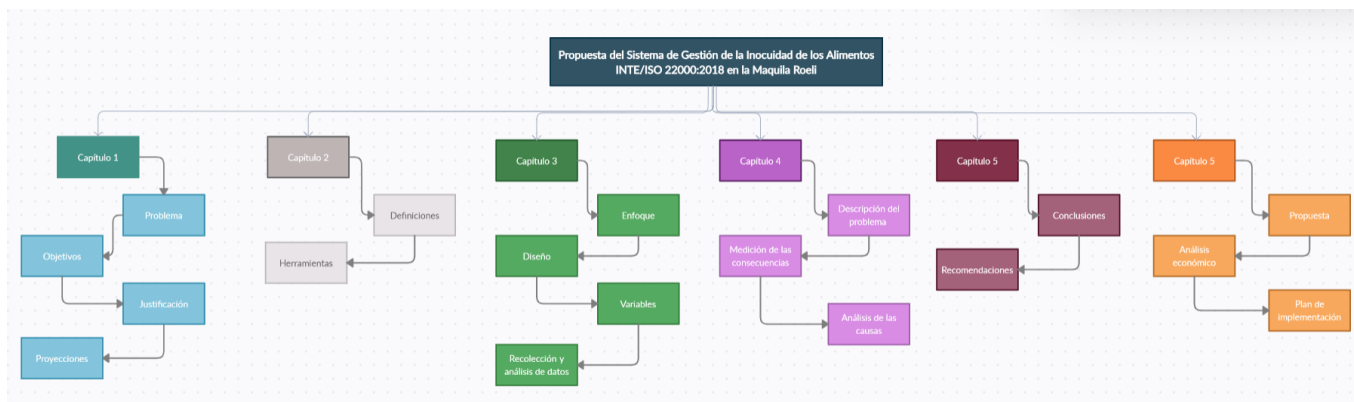 Propuesta del Sistema de Gestión de la Inocuidad de los Alimentos
INTE/ISO 22000:2018 en la Maquila Roeli
Capítulo 1
Problema
Objetivos
Justificación
Proyecciones
Capítulo 2
Definiciones
Herramientas
Capítulo 3
Enfoque
Diseño
Variables
Recolección y
análisis de datos
Capítulo 4
Descripción del
problema
Medición de las
consecuencias
Análisis de las
causas
Capítulo 5
Conclusiones
Recomendaciones
Capítulo 5
Propuesta
Análisis
económico
Plan de
implementación